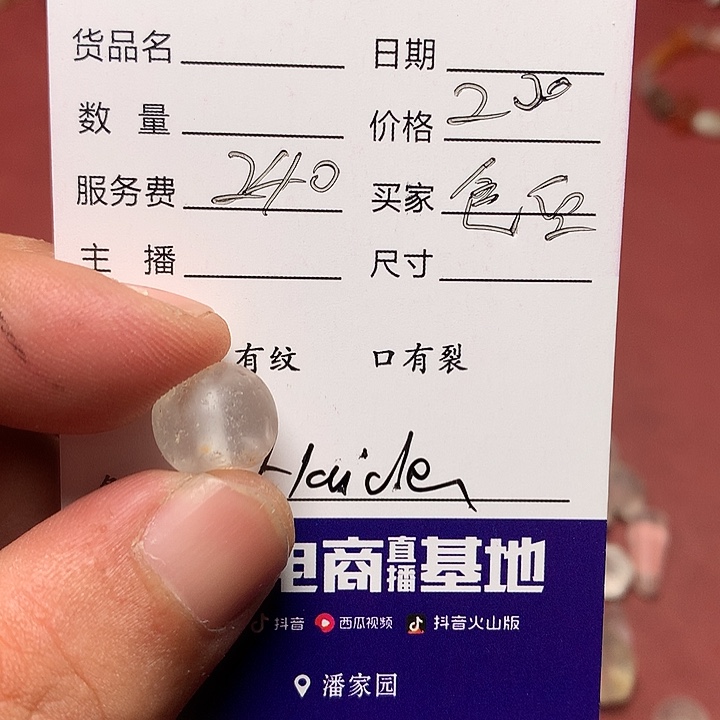 货品名 日期
数 量 价格 230
服务费 240 买家
主 播 尺寸
有纹 口有裂
Haider
电商直播基地
抖音 西瓜视频 抖音火山版
潘家园